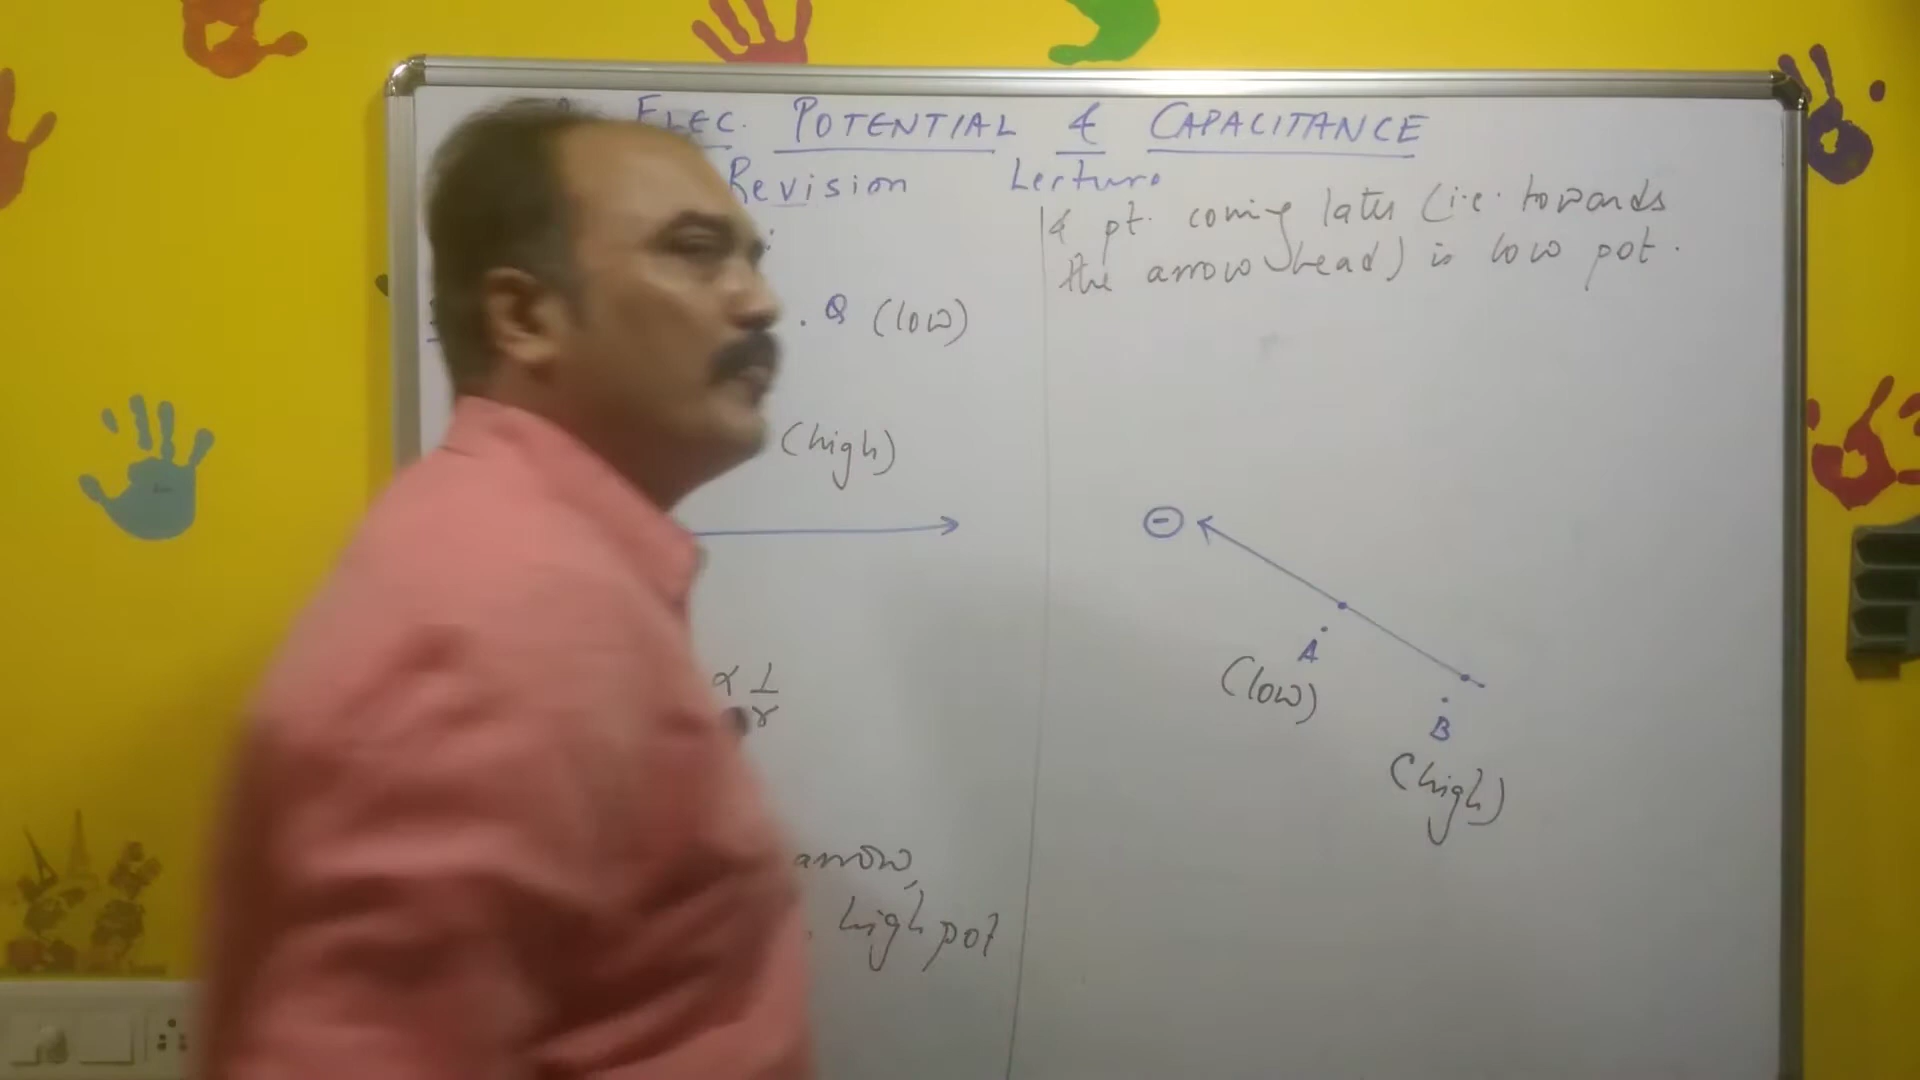 ELEC. POTENTIAL & CAPACITANCE
Revision Lecture
. Q (low)
(high)
α 1/r
arrow,
. high pot
& pt. coming later (i.e. towards
the arrow head) is low pot.
⊖
A
(low)
B
(high)